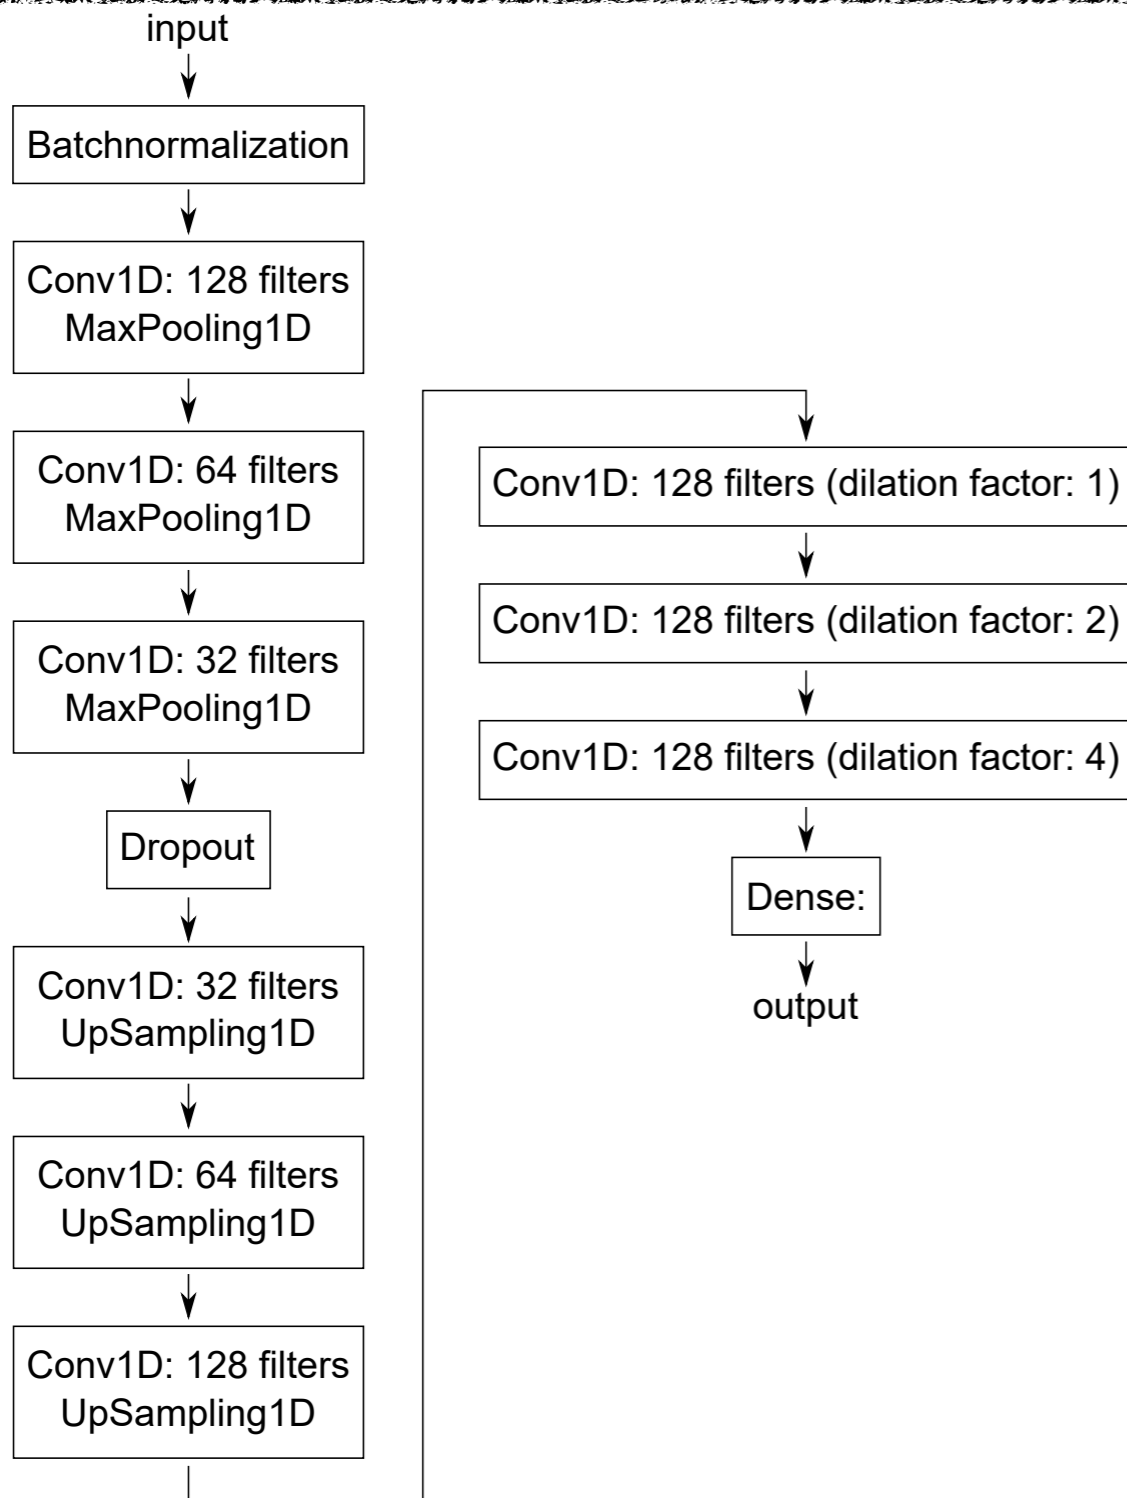 input
Batchnormalization
Conv1D: 128 filters
MaxPooling1D
Conv1D: 64 filters
MaxPooling1D
Conv1D: 32 filters
MaxPooling1D
Dropout
Conv1D: 32 filters
UpSampling1D
Conv1D: 64 filters
UpSampling1D
Conv1D: 128 filters
UpSampling1D
Conv1D: 128 filters (dilation factor: 1)
Conv1D: 128 filters (dilation factor: 2)
Conv1D: 128 filters (dilation factor: 4)
Dense:
output